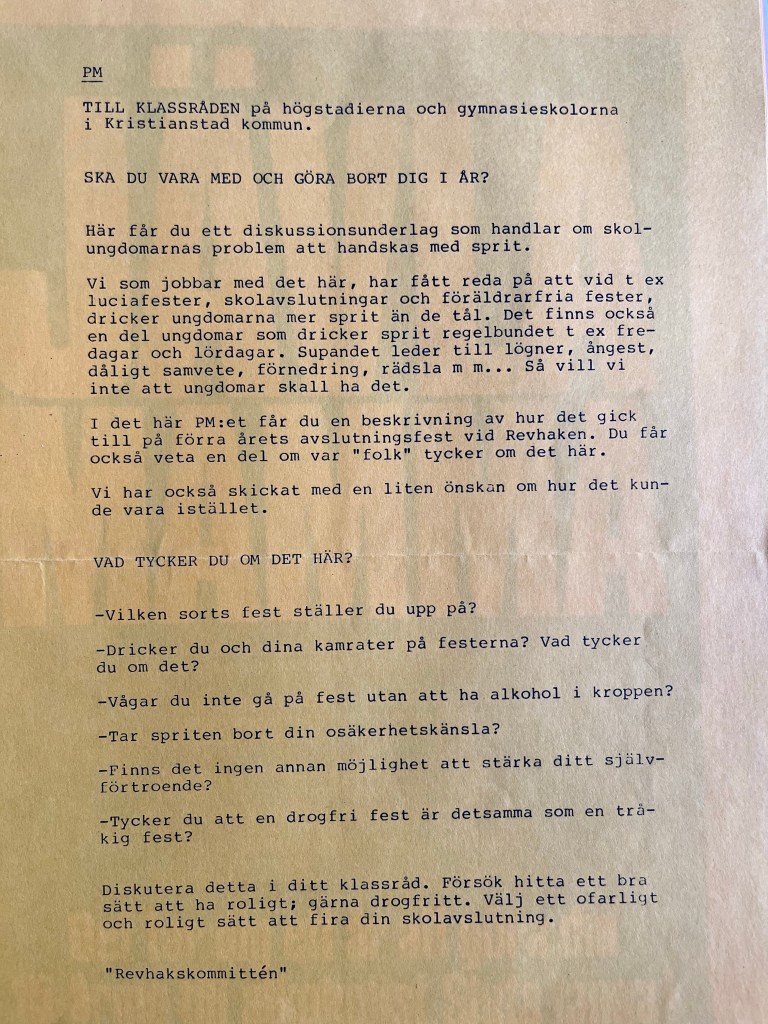 PM
TILL KLASSRÅDEN på högstadierna och gymnasieskolorna
i Kristianstad kommun.
SKA DU VARA MED OCH GÖRA BORT DIG I ÅR?
Här får du ett diskussionsunderlag som handlar om skol-
ungdomarnas problem att handskas med sprit.
Vi som jobbar med det här, har fått reda på att vid t ex
luciafester, skolavslutningar och föräldrarfria fester,
dricker ungdomarna mer sprit än de tål. Det finns också
en del ungdomar som dricker sprit regelbundet t ex fre-
dagar och lördagar. Supandet leder till lögner, ångest,
dåligt samvete, förnedring, rädsla m m... Så vill vi
inte att ungdomar skall ha det.
I det här PM:et får du en beskrivning av hur det gick
till på förra årets avslutningsfest vid Revhaken. Du får
också veta en del om var "folk" tycker om det här.
Vi har också skickat med en liten önskan om hur det kun-
de vara istället.
VAD TYCKER DU OM DET HÄR?
-Vilken sorts fest ställer du upp på?
-Dricker du och dina kamrater på festerna? Vad tycker
du om det?
-Vågar du inte gå på fest utan att ha alkohol i kroppen?
-Tar spriten bort din osäkerhetskänsla?
-Finns det ingen annan möjlighet att stärka ditt själv-
förtroende?
-Tycker du att en drogfri fest är detsamma som en trå-
kig fest?
Diskutera detta i ditt klassråd. Försök hitta ett bra
sätt att ha roligt; gärna drogfritt. Välj ett ofarligt
och roligt sätt att fira din skolavslutning.
"Revhakskommittén"